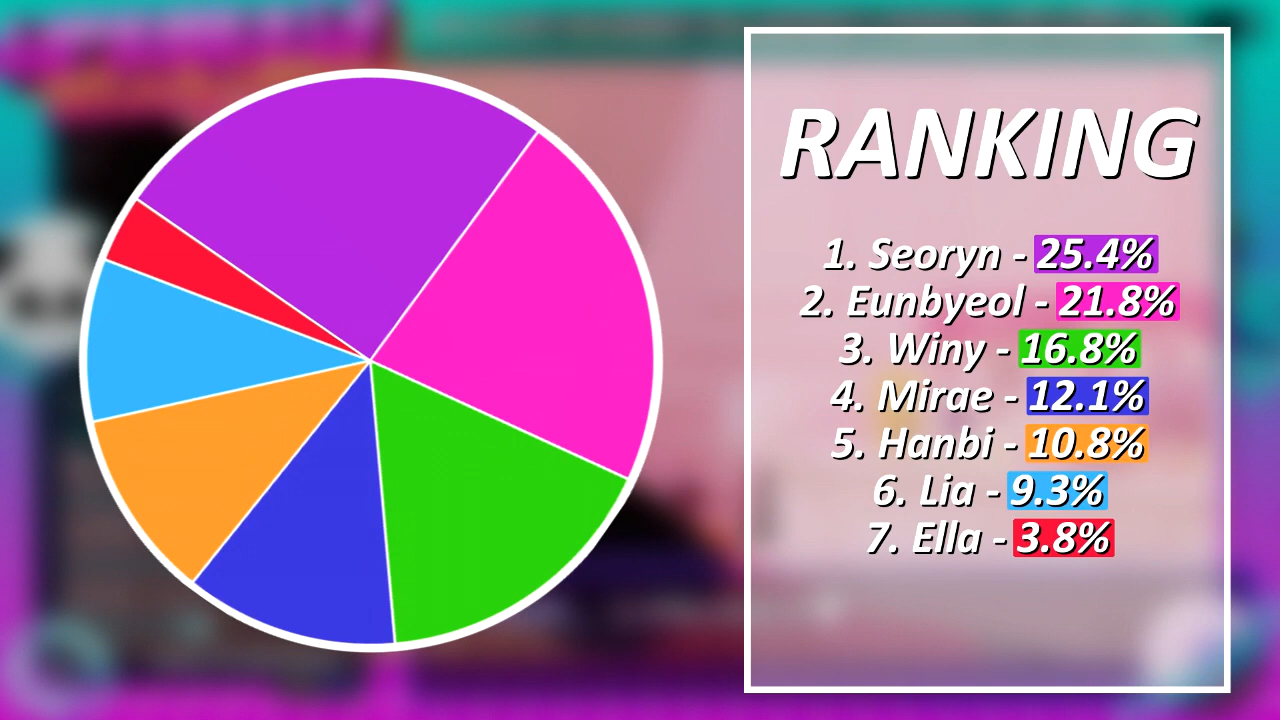 RANKING
1. Seoryn - 25.4%
2. Eunbyeol - 21.8%
3. Winy - 16.8%
4. Mirae - 12.1%
5. Hanbi - 10.8%
6. Lia - 9.3%
7. Ella - 3.8%